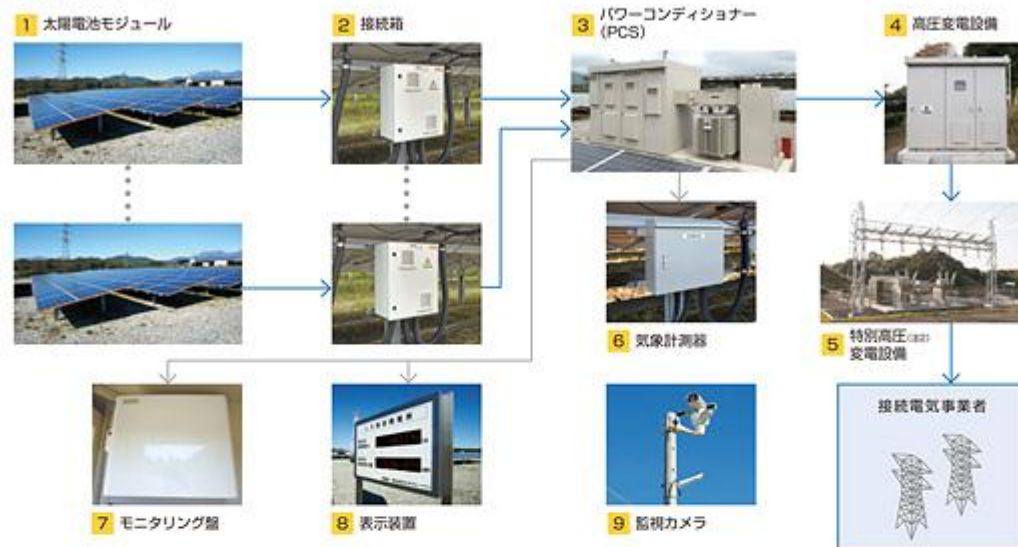 1 太陽電池モジュール
2 接続箱
3 パワーコンディショナー
(PCS)
4 高圧変電設備
5 特別高圧(注2)
変電設備
6 気象計測器
接続電気事業者
7 モニタリング盤
8 表示装置
9 監視カメラ